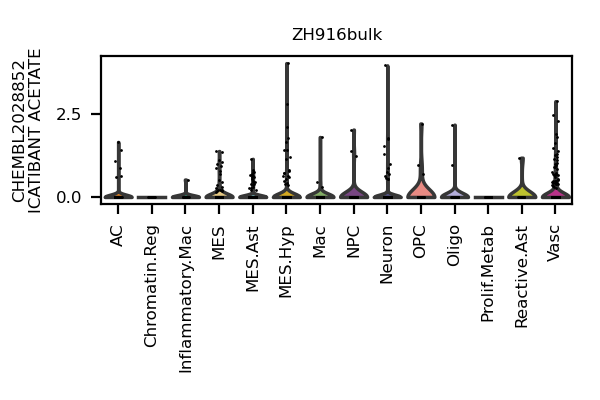 ZH916bulk
CHEMBL2028852
ICATIBANT ACETATE
2.5
0.0
AC
Chromatin.Reg
Inflammatory.Mac
MES
MES.Ast
MES.Hyp
Mac
NPC
Neuron
OPC
Oligo
Prolif.Metab
Reactive.Ast
Vasc